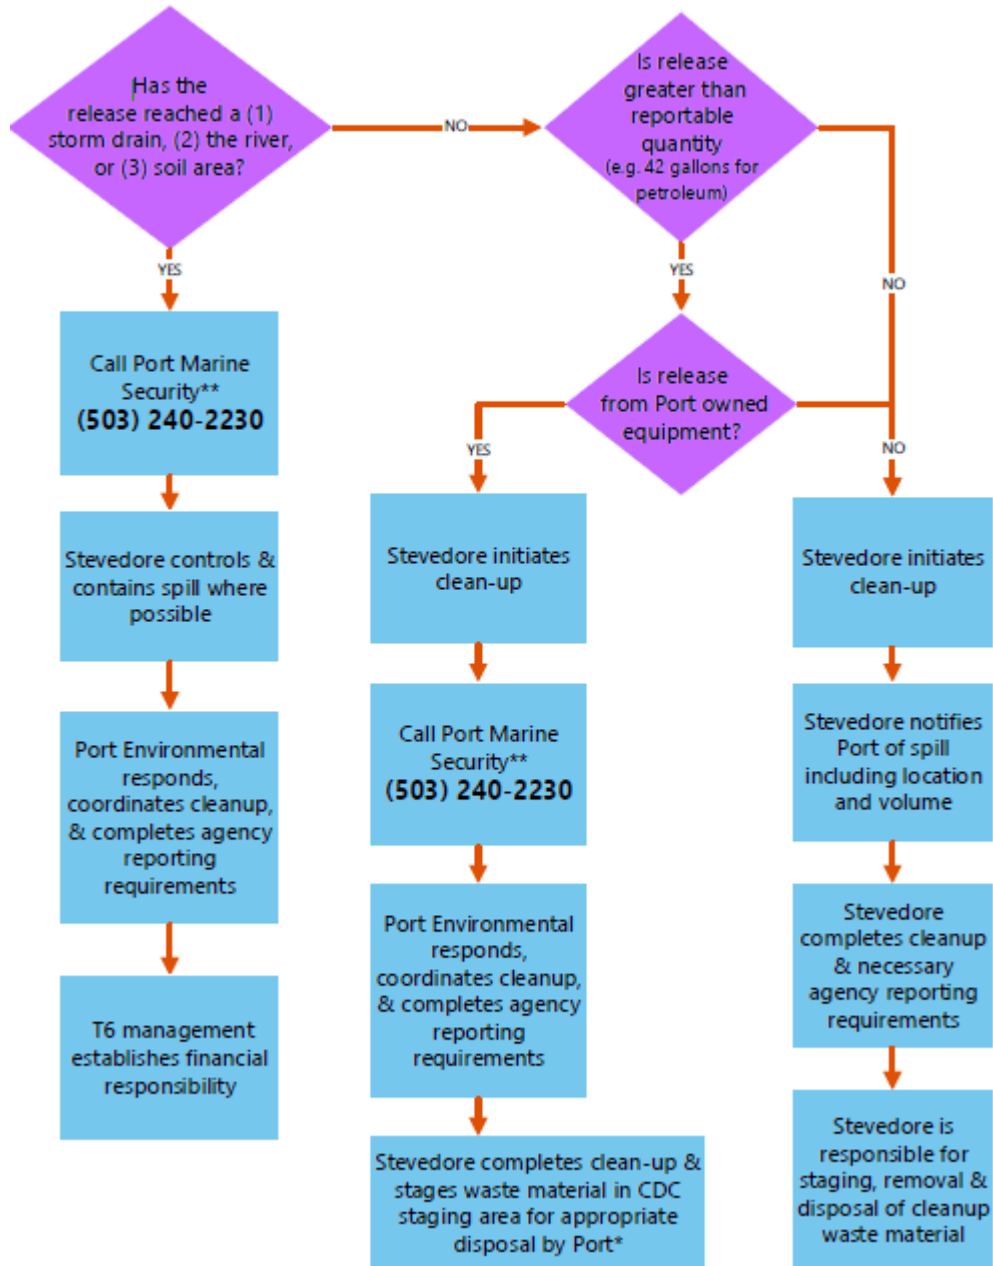 Has the
release reached a (1)
storm drain, (2) the river,
or (3) soil area?
NO
Is release
greater than
reportable
quantity
(e.g. 42 gallons for
petroleum)
YES
YES
NO
Call Port Marine
Security**
(503) 240-2230
Is release
from Port owned
equipment?
YES
NO
Stevedore controls &
contains spill where
possible
Stevedore initiates
clean-up
Stevedore initiates
clean-up
Port Environmental
responds,
coordinates cleanup,
& completes agency
reporting
requirements
Call Port Marine
Security**
(503) 240-2230
Stevedore notifies
Port of spill
including location
and volume
T6 management
establishes financial
responsibility
Port Environmental
responds,
coordinates cleanup,
& completes agency
reporting
requirements
Stevedore
completes cleanup
& necessary
agency reporting
requirements
Stevedore completes clean-up &
stages waste material in CDC
staging area for appropriate
disposal by Port*
Stevedore is
responsible for
staging, removal &
disposal of cleanup
waste material